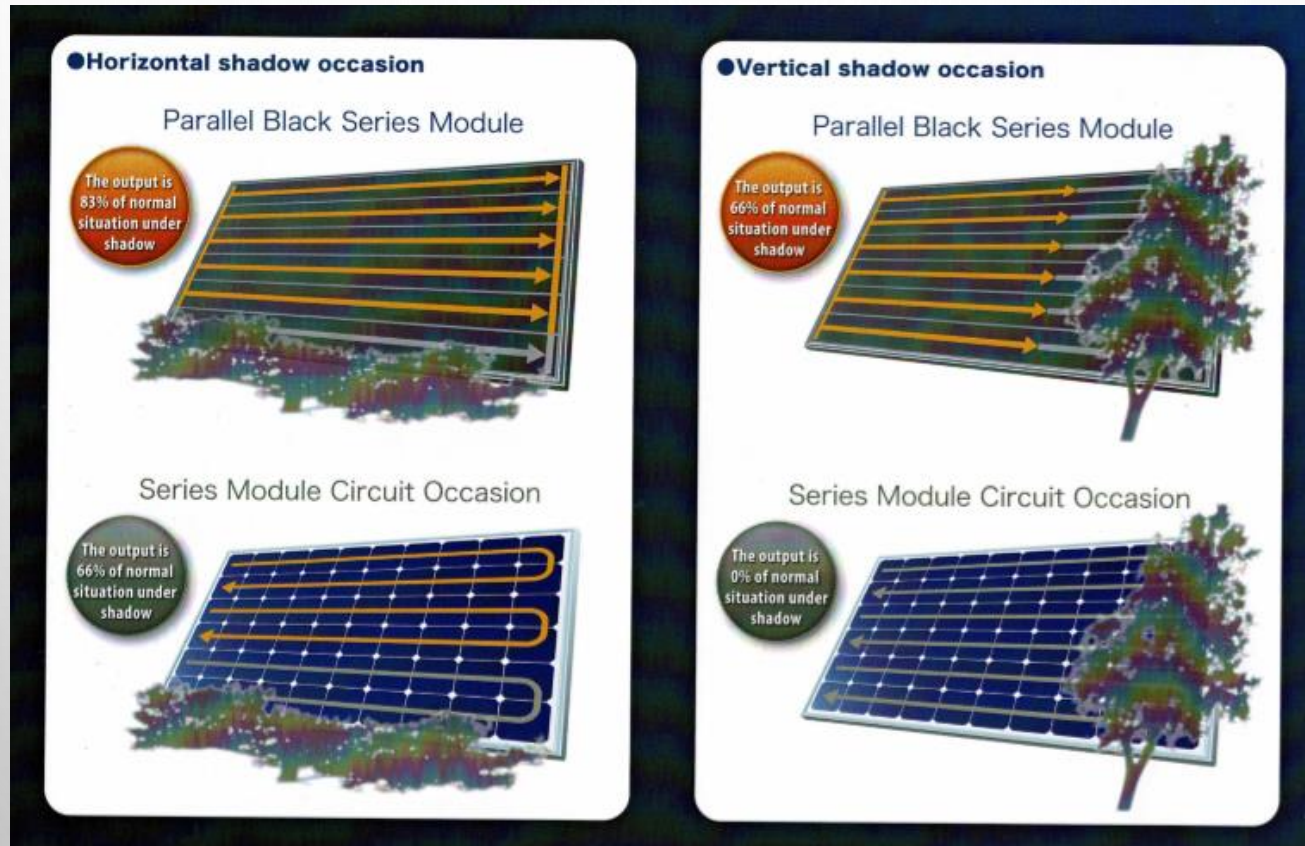 ●Horizontal shadow occasion
Parallel Black Series Module
The output is
83% of normal
situation under
shadow
Series Module Circuit Occasion
The output is
66% of normal
situation under
shadow
●Vertical shadow occasion
Parallel Black Series Module
The output is
66% of normal
situation under
shadow
Series Module Circuit Occasion
The output is
0% of normal
situation under
shadow